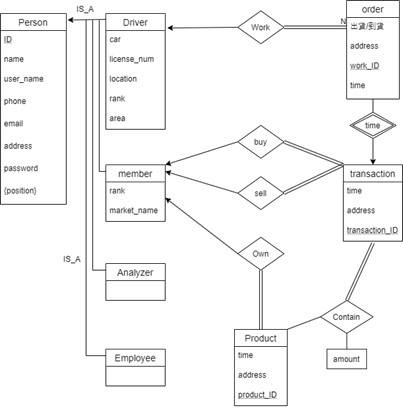 Person
ID
name
user_name
phone
email
address
password
{position}
IS_A
Driver
car
license_num
location
rank
area
Work
N
order
出貨/到貨
address
work_ID
time
time
buy
sell
member
rank
market_name
transaction
time
address
transaction_ID
Own
IS_A
Analyzer
Employee
Product
time
address
product_ID
Contain
amount